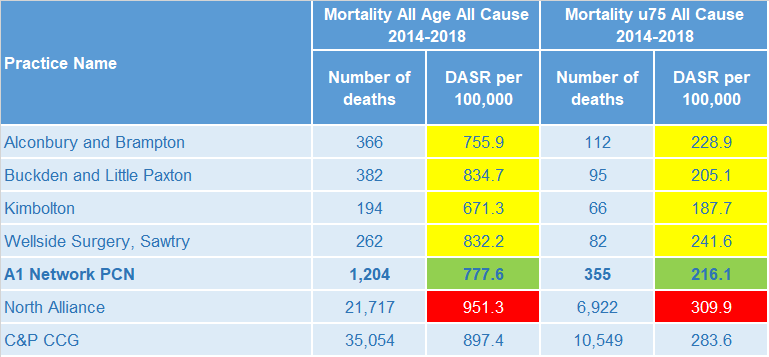 Practice Name
Mortality All Age All Cause
2014-2018
Mortality u75 All Cause
2014-2018
Number of
deaths
DASR per
100,000
Number of
deaths
DASR per
100,000
Alconbury and Brampton 366 755.9 112 228.9
Buckden and Little Paxton 382 834.7 95 205.1
Kimbolton 194 671.3 66 187.7
Wellside Surgery, Sawtry 262 832.2 82 241.6
A1 Network PCN 1,204 777.6 355 216.1
North Alliance 21,717 951.3 6,922 309.9
C&P CCG 35,054 897.4 10,549 283.6